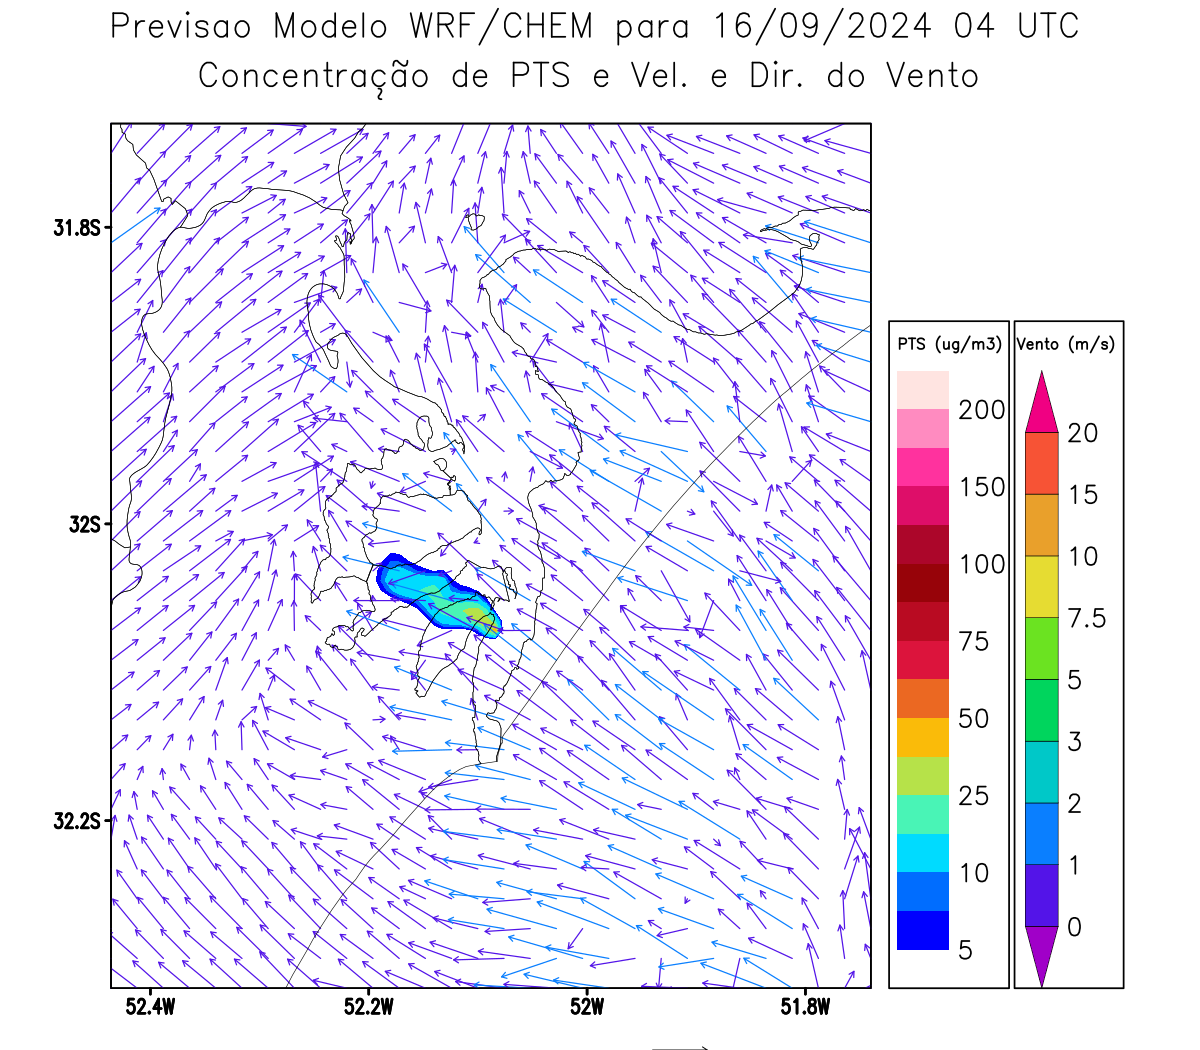 Previsao Modelo WRF/CHEM para 16/09/2024 04 UTC
Concentração de PTS e Vel. e Dir. do Vento
31.8S
32S
32.2S
52.4W 52.2W 52W 51.8W
PTS (ug/m3)
200
150
100
75
50
25
10
5
Vento (m/s)
20
15
10
7.5
5
3
2
1
0